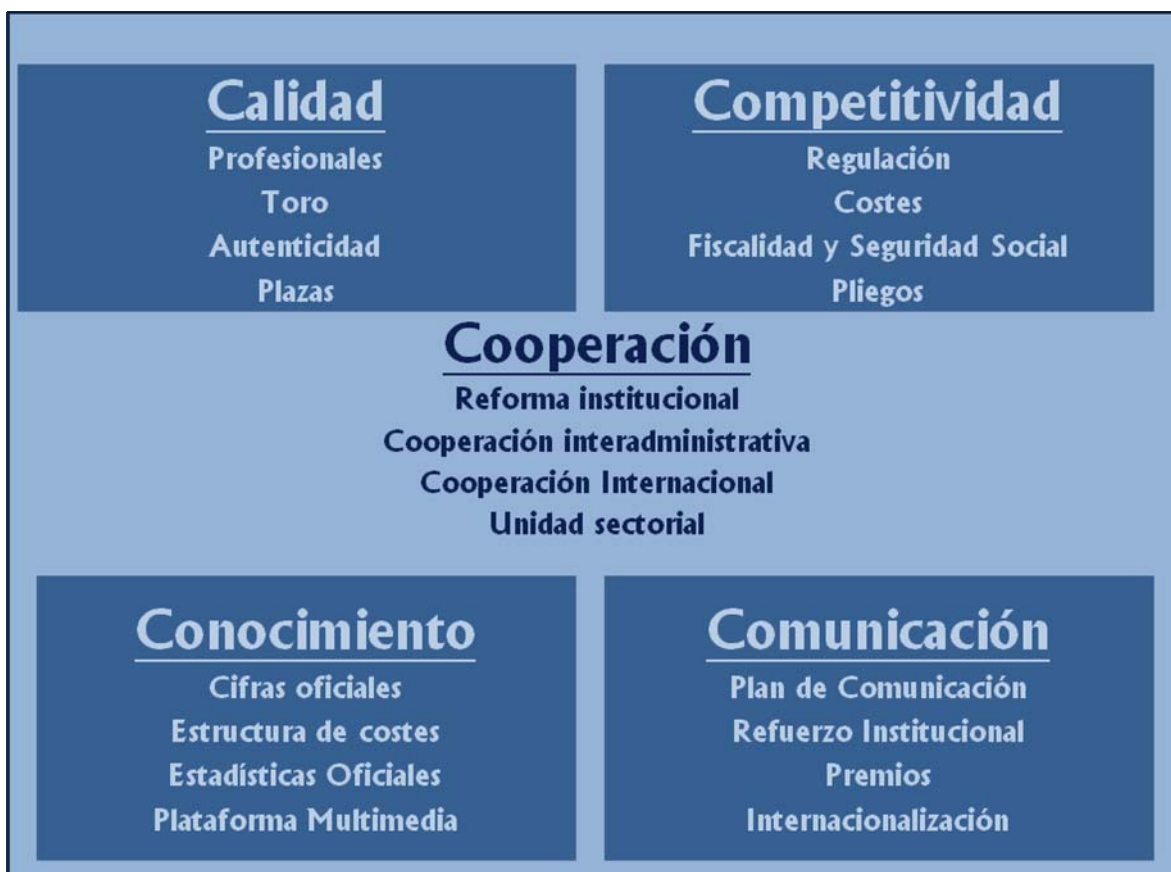 Calidad
Profesionales
Toro
Autenticidad
Plazas
Competitividad
Regulación
Costes
Fiscalidad y Seguridad Social
Pliegos
Cooperación
Reforma institucional
Cooperación interadministrativa
Cooperación Internacional
Unidad sectorial
Conocimiento
Cifras oficiales
Estructura de costes
Estadísticas Oficiales
Plataforma Multimedia
Comunicación
Plan de Comunicación
Refuerzo Institucional
Premios
Internacionalización